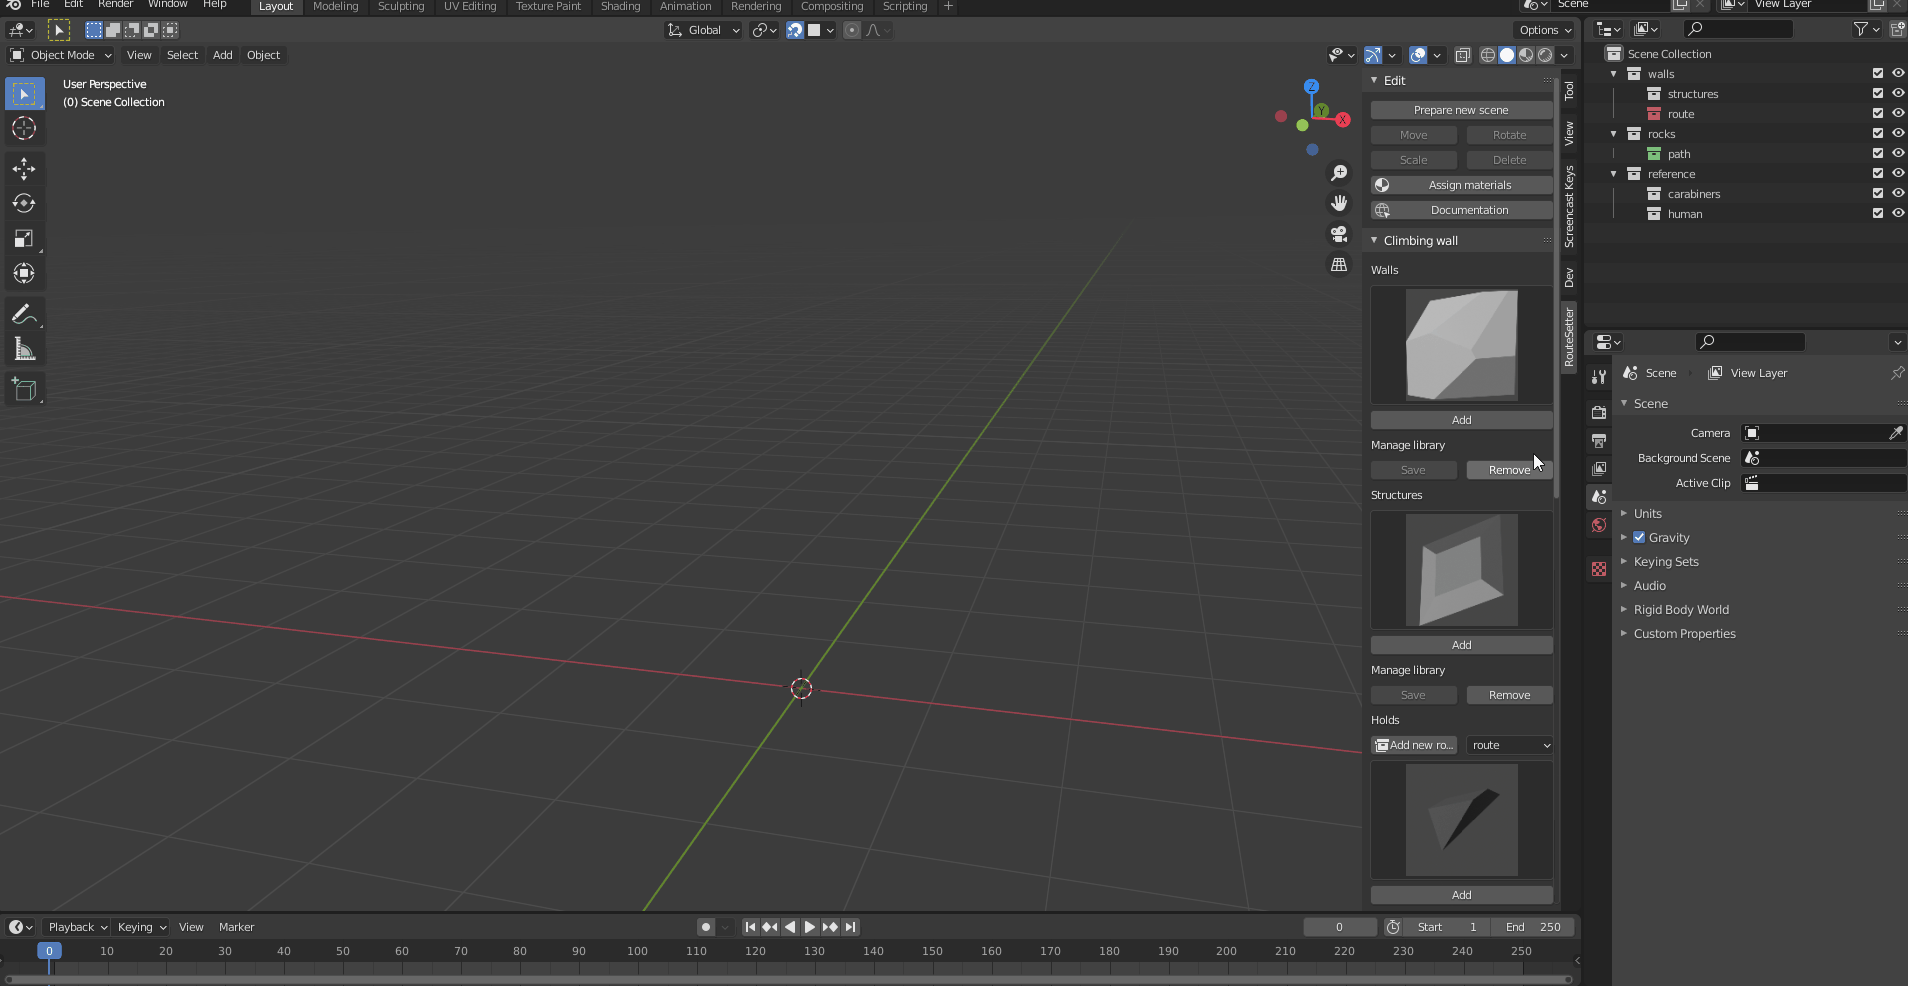 File Edit Render Window Help Layout Modeling Sculpting UV Editing Texture Paint Shading Animation Rendering Compositing Scripting + Scene View Layer
Global Options
Object Mode View Select Add Object
User Perspective
(0) Scene Collection
Z
Y
X
Edit
Prepare new scene
Move Rotate
Scale Delete
Assign materials
Documentation
Climbing wall
Walls
Add
Manage library
Save Remove
Structures
Add
Manage library
Save Remove
Holds
Add new ro... route
Add
Tool
View
Screencast Keys
Dev
RouteSetter
Scene Collection
walls
structures
route
rocks
path
reference
carabiners
human
Scene View Layer
Scene
Camera
Background Scene
Active Clip
Units
Gravity
Keying Sets
Audio
Rigid Body World
Custom Properties
Playback Keying View Marker 0 Start 1 End 250
0 10 20 30 40 50 60 70 80 90 100 110 120 130 140 150 160 170 180 190 200 210 220 230 240 250